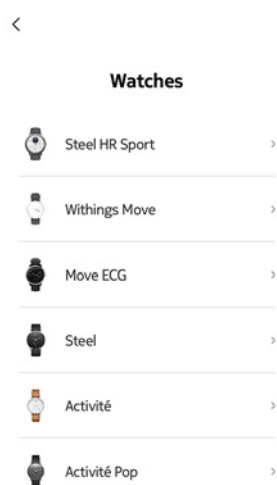 Watches
Steel HR Sport
Withings Move
Move ECG
Steel
Activité
Activité Pop